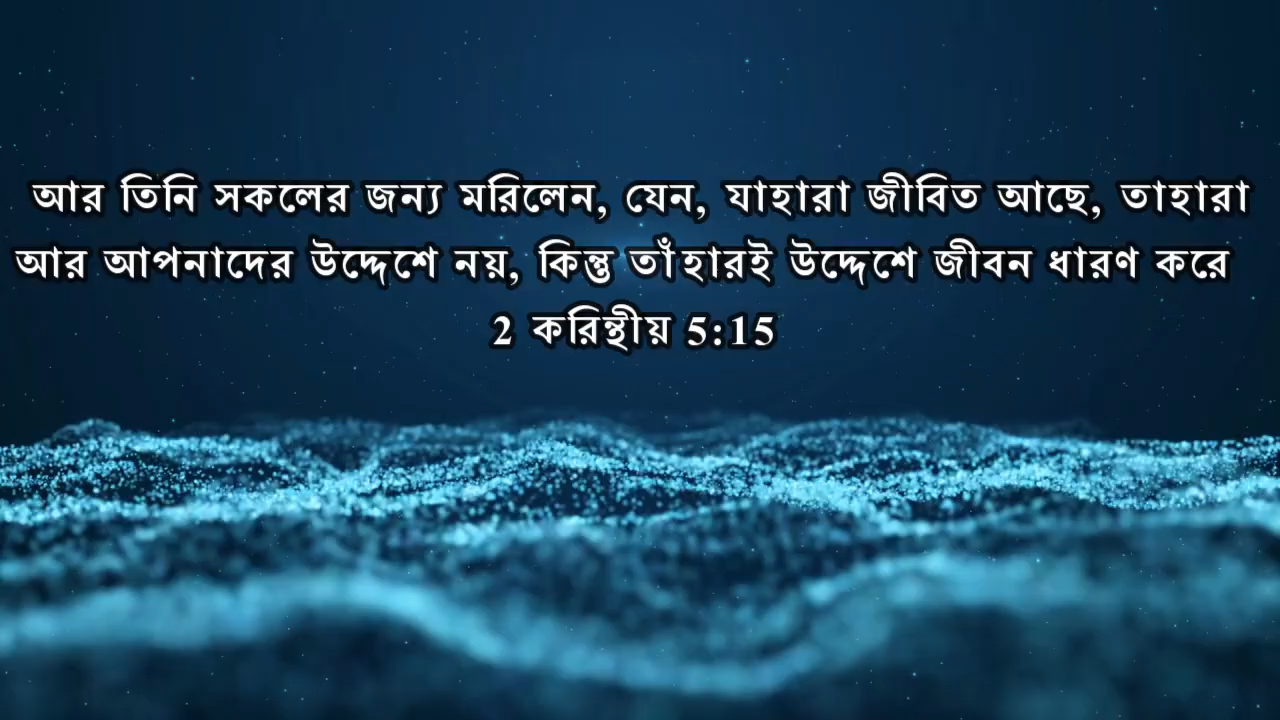 আর তিনি সকলের জন্য মরিলেন, যেন, যাহারা জীবিত আছে, তাহারা
আর আপনাদের উদ্দেশে নয়, কিন্তু তাঁহারই উদ্দেশে জীবন ধারণ করে
2 করিন্থীয় 5:15